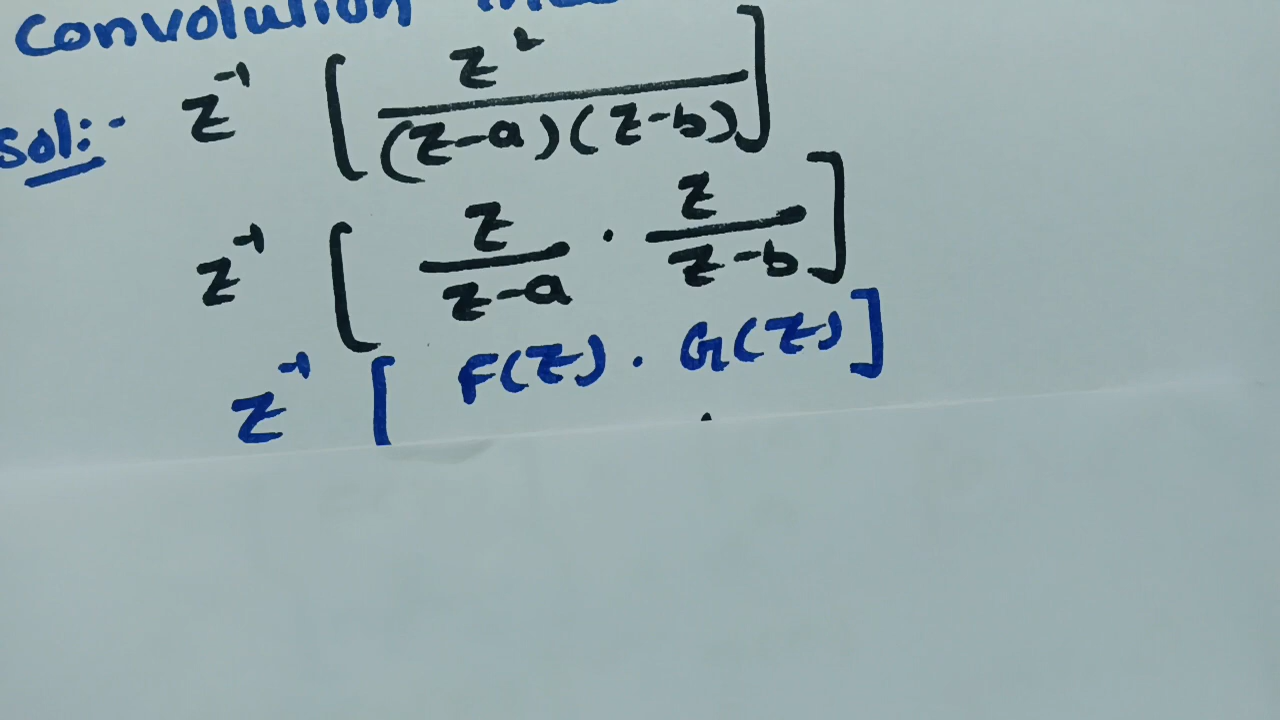 Convolution
Sol:- z⁻¹ [ z² / (z-a)(z-b) ]
z⁻¹ [ z / z-a · z / z-b ]
z⁻¹ [ F(z) · G(z) ]